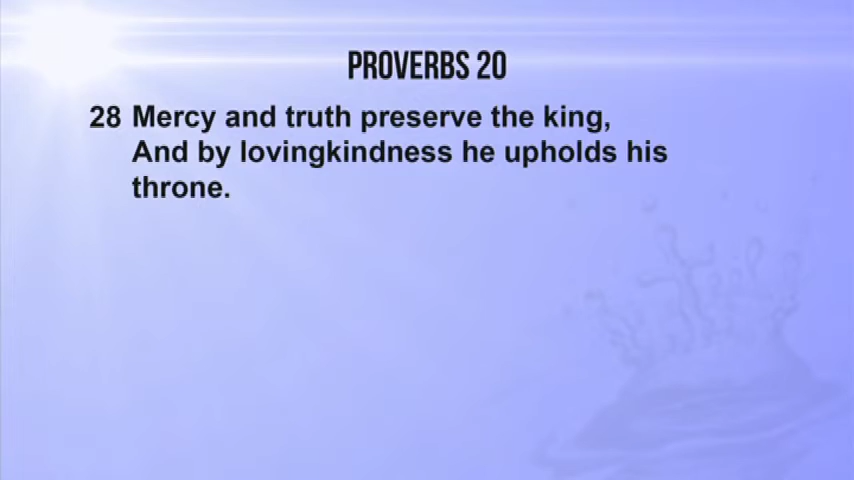 PROVERBS 20
28 Mercy and truth preserve the king,
And by lovingkindness he upholds his
throne.